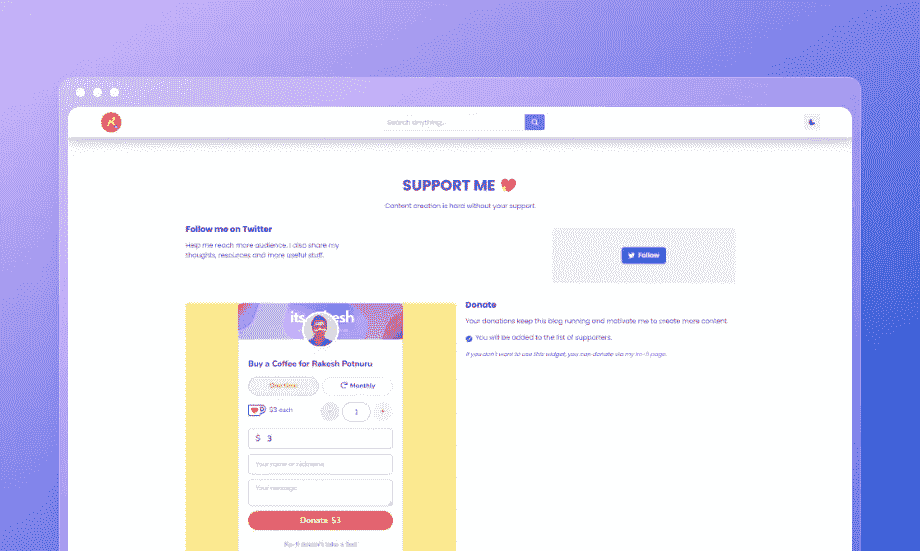 Search anything...
SUPPORT ME
Content creation is hard without your support.
Follow me on Twitter
Help me reach more audience. I also share my
thoughts, resources and more useful stuff.
Follow
Donate
Your donations keep this blog running and motivate me to create more content.
You will be added to the list of supporters.
If you don't want to use this widget, you can donate via my ko-fi page.
its
esh
Buy a Coffee for Rakesh Potnuru
Monthly
$3 each
1
+
$ 3
Your name or nickname
Your message
Donate $3
Ko-fi doesn't take a fee!